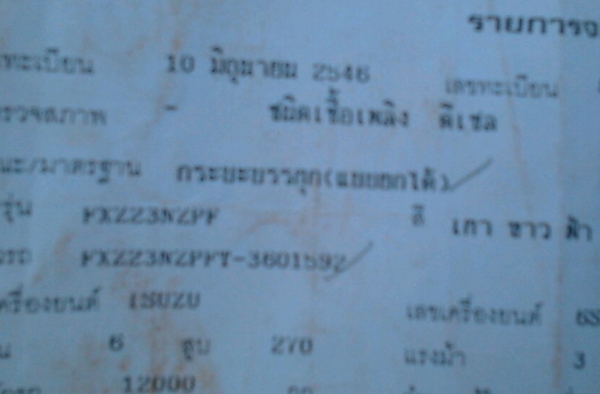 รายการจ
ทะเบียน 10 มิถุนายน 2546 เลขทะเบียน
รวจสภาพ - ชนิดเชื้อเพลิง ดีเซล
ณะ/มาตรฐาน กระบะบรรทุก(แบบยกได้)
รุ่น FXZ23NZPF สี เทา ขาว ฟ้า
FXZ23NZPFT-3601592
ครื่องยนต์ ISUZU เลขเครื่องยนต์ 6S
น 6 สูบ 270 แรงม้า 3
12000